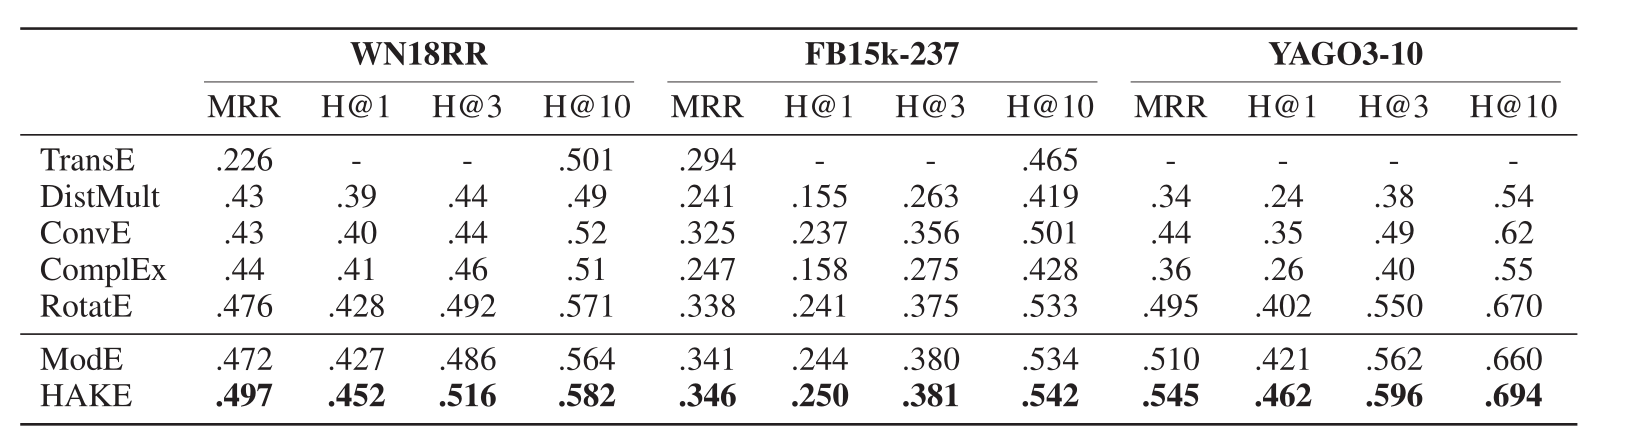 WN18RR FB15k-237 YAGO3-10
MRR H@1 H@3 H@10 MRR H@1 H@3 H@10 MRR H@1 H@3 H@10
TransE .226 - - .501 .294 - - .465 - - - -
DistMult .43 .39 .44 .49 .241 .155 .263 .419 .34 .24 .38 .54
ConvE .43 .40 .44 .52 .325 .237 .356 .501 .44 .35 .49 .62
ComplEx .44 .41 .46 .51 .247 .158 .275 .428 .36 .26 .40 .55
RotatE .476 .428 .492 .571 .338 .241 .375 .533 .495 .402 .550 .670
ModE .472 .427 .486 .564 .341 .244 .380 .534 .510 .421 .562 .660
HAKE .497 .452 .516 .582 .346 .250 .381 .542 .545 .462 .596 .694